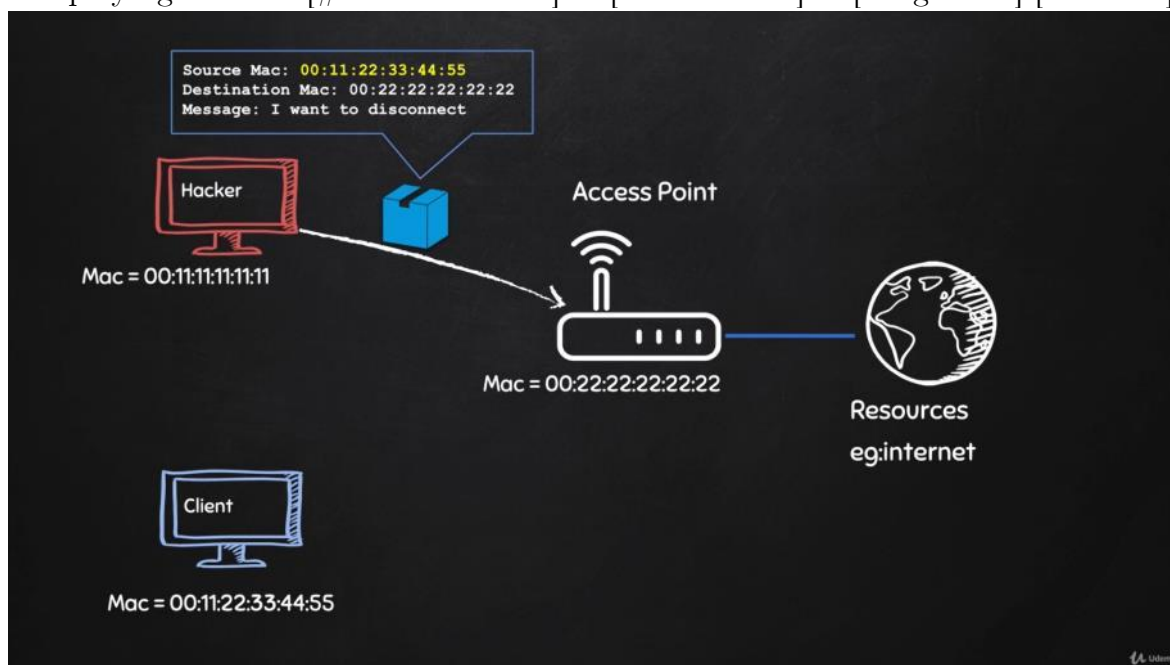 Source Mac: 00:11:22:33:44:55
Destination Mac: 00:22:22:22:22:22
Message: I want to disconnect
Hacker
Access Point
Mac = 00:11:11:11:11:11
Mac = 00:22:22:22:22:22
Resources
eg:internet
Client
Mac = 00:11:22:33:44:55